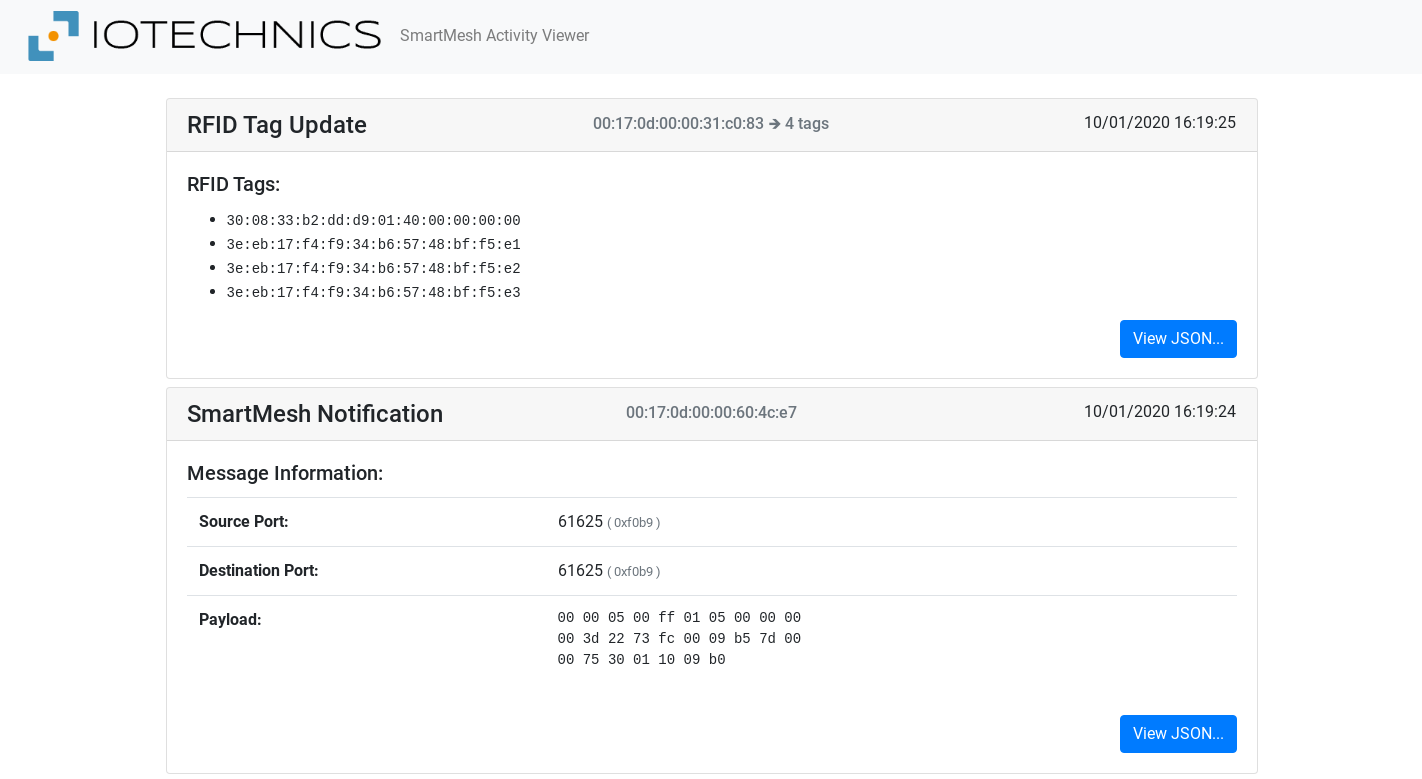 IOTECHNICS SmartMesh Activity Viewer
RFID Tag Update 00:17:0d:00:00:31:c0:83 → 4 tags 10/01/2020 16:19:25
RFID Tags:
• 30:08:33:b2:dd:d9:01:40:00:00:00:00
• 3e:eb:17:f4:f9:34:b6:57:48:bf:f5:e1
• 3e:eb:17:f4:f9:34:b6:57:48:bf:f5:e2
• 3e:eb:17:f4:f9:34:b6:57:48:bf:f5:e3
View JSON...
SmartMesh Notification 00:17:0d:00:00:60:4c:e7 10/01/2020 16:19:24
Message Information:
Source Port: 61625 ( 0xf0b9 )
Destination Port: 61625 ( 0xf0b9 )
Payload: 00 00 05 00 ff 01 05 00 00 00
00 3d 22 73 fc 00 09 b5 7d 00
00 75 30 01 10 09 b0
View JSON...